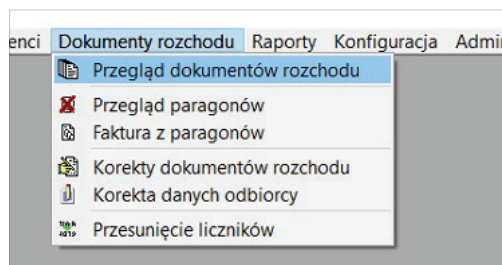 enci Dokumenty rozchodu Raporty Konfiguracja Admi
Przegląd dokumentów rozchodu
Przegląd paragonów
Faktura z paragonów
Korekty dokumentów rozchodu
Korekta danych odbiorcy
Przesunięcie liczników